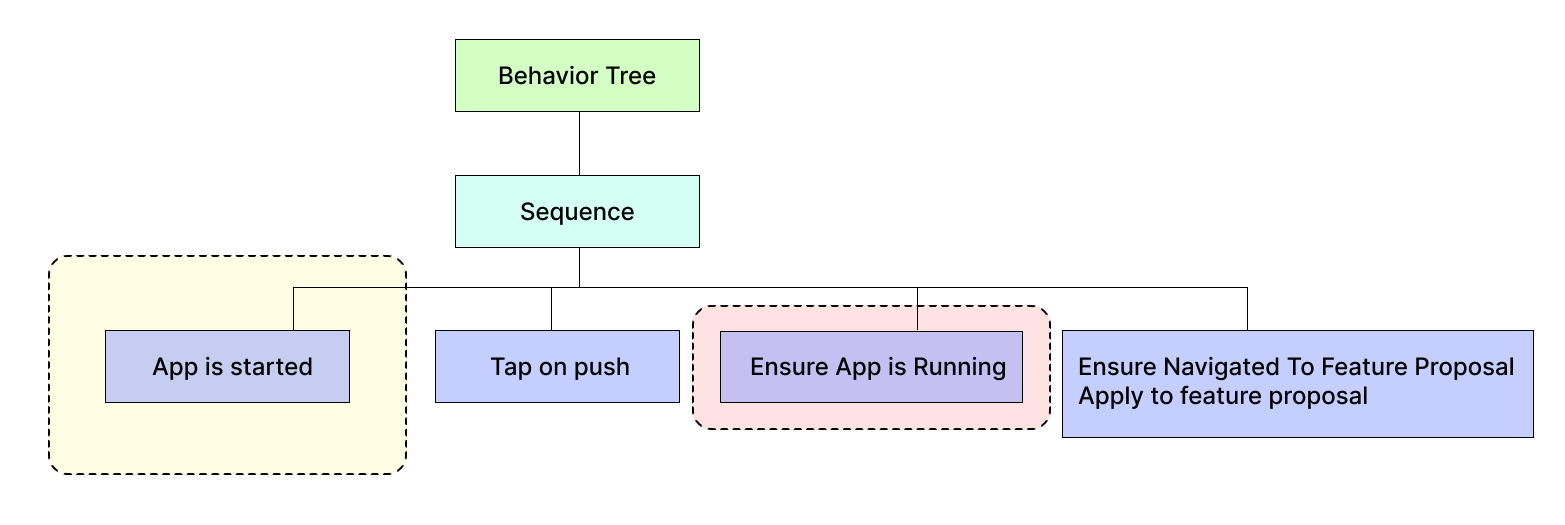 Behavior Tree
Sequence
App is started
Tap on push
Ensure App is Running
Ensure Navigated To Feature Proposal
Apply to feature proposal